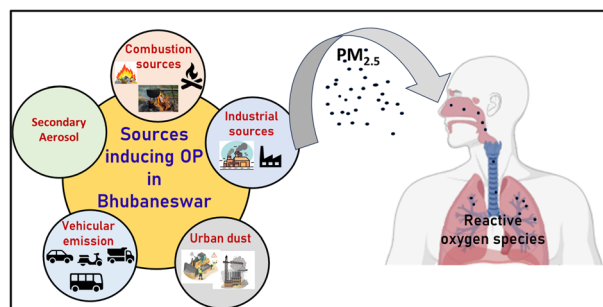 Combustion
sources
Secondary
Aerosol
Sources
inducing OP
in
Bhubaneswar
Industrial
sources
Vehicular
emission
Urban dust
PM2.5
Reactive
oxygen species